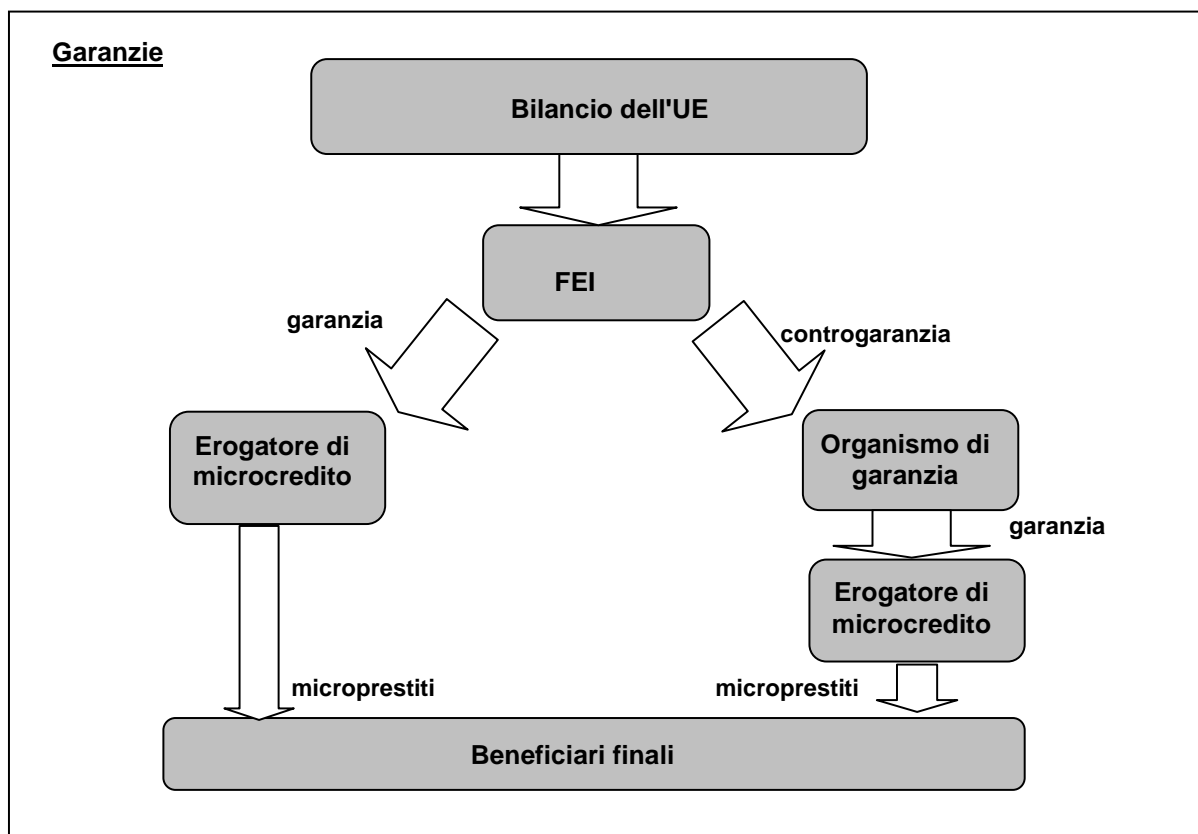 Garanzie
Bilancio dell'UE
FEI
garanzia
controgaranzia
Erogatore di
microcredito
Organismo di
garanzia
garanzia
Erogatore di
microcredito
microprestiti
microprestiti
Beneficiari finali